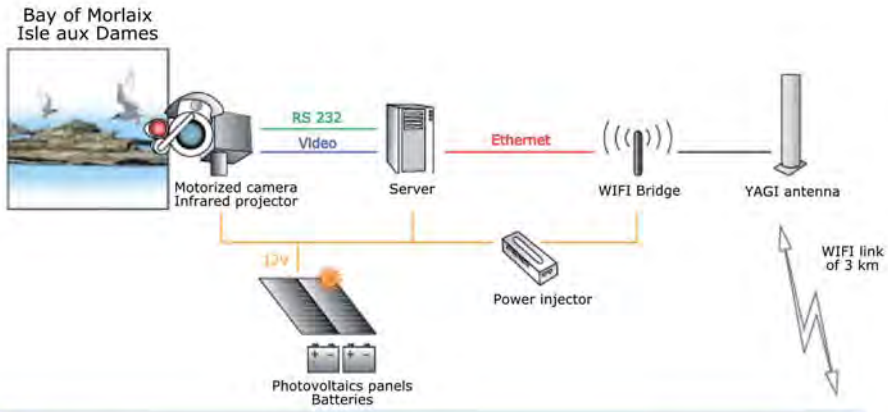 Bay of Morlaix
Isle aux Dames
RS 232
Video
Ethernet
Motorized camera
Infrared projector
Server
WIFI Bridge
YAGI antenna
12V
Power injector
WIFI link
of 3 km
Photovoltaics panels
Batteries